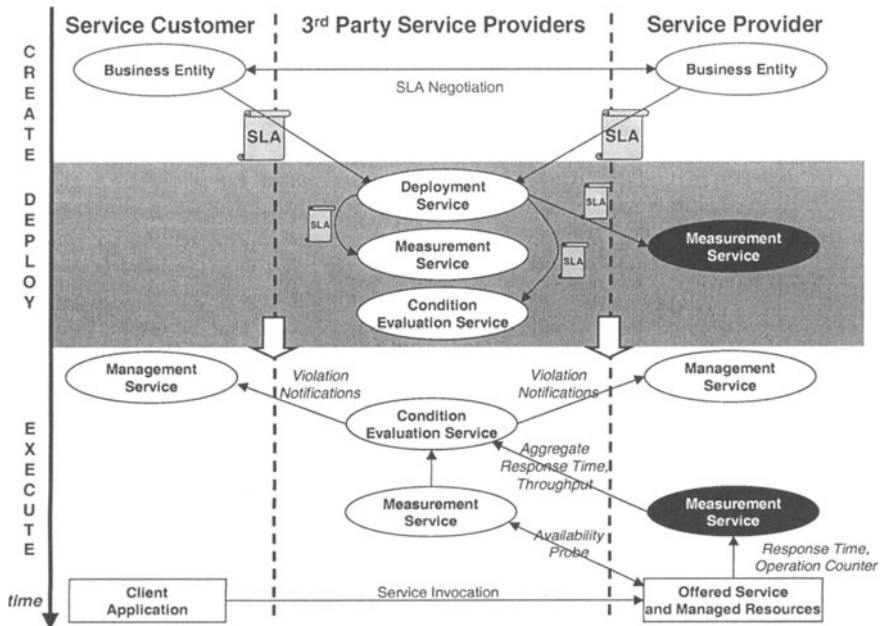 Service Customer
3rd Party Service Providers
Service Provider
CREATE
Business Entity
Business Entity
SLA Negotiation
SLA
SLA
DEPLOY
Deployment
Service
SLA
SLA
SLA
Measurement
Service
Measurement
Service
Condition
Evaluation Service
EXECUTE
Management
Service
Violation
Notifications
Violation
Notifications
Management
Service
Condition
Evaluation Service
Aggregate
Response Time,
Throughput
Measurement
Service
Measurement
Service
Availability
Probe
Response Time,
Operation Counter
time
Client
Application
Service Invocation
Offered Service
and Managed Resources